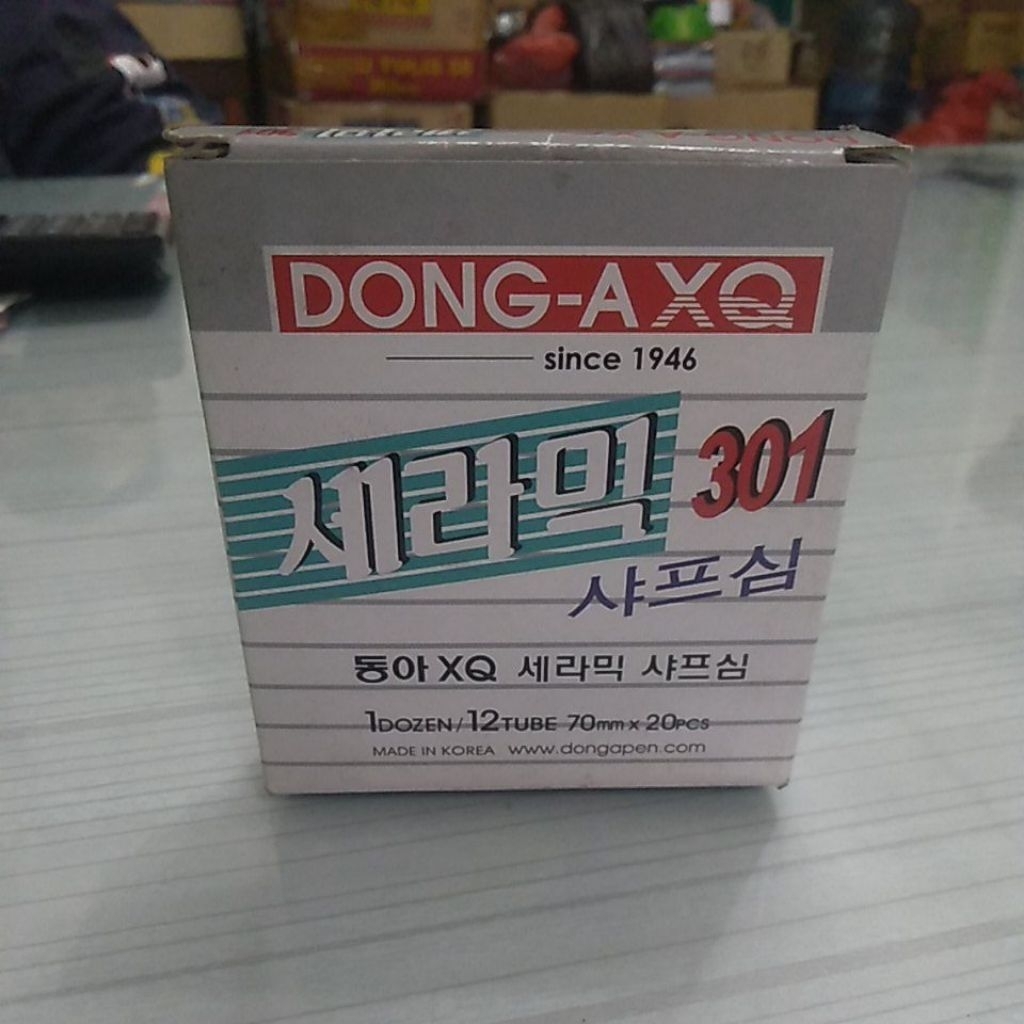 DONG-A XQ
since 1946
세라믹 301
샤프심
동아 XQ 세라믹 샤프심
1DOZEN/12TUBE 70mm x 20PCS
MADE IN KOREA www.dongapen.com